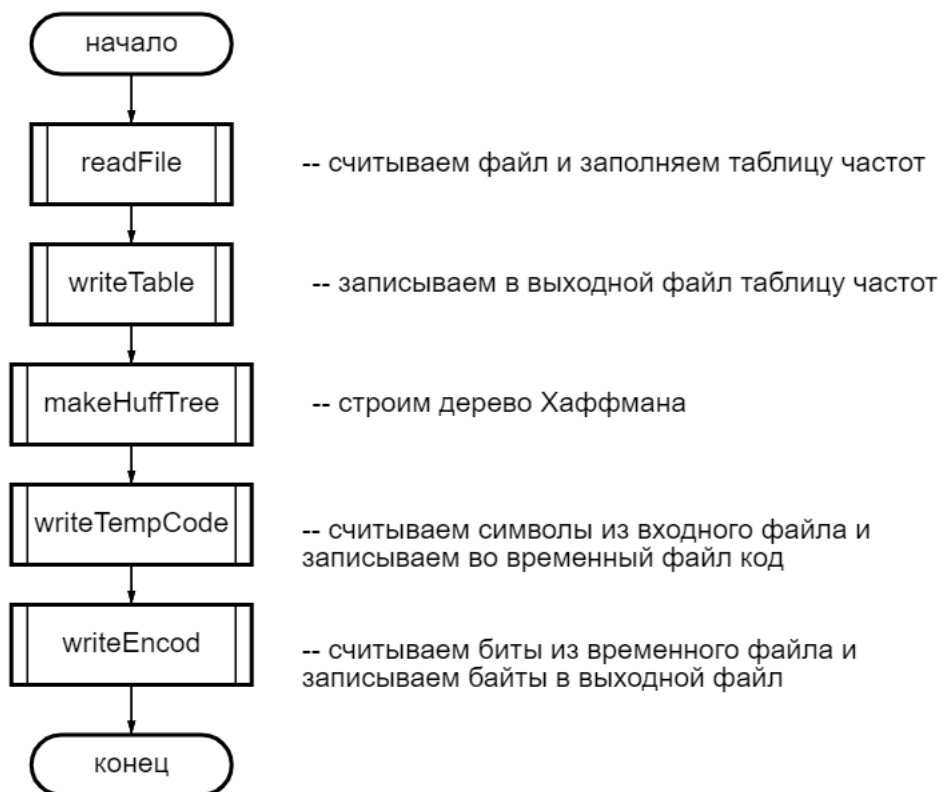 начало
readFile
-- считываем файл и заполняем таблицу частот
writeTable
-- записываем в выходной файл таблицу частот
makeHuffTree
-- строим дерево Хаффмана
writeTempCode
-- считываем символы из входного файла и
записываем во временный файл код
writeEncod
-- считываем биты из временного файла и
записываем байты в выходной файл
конец